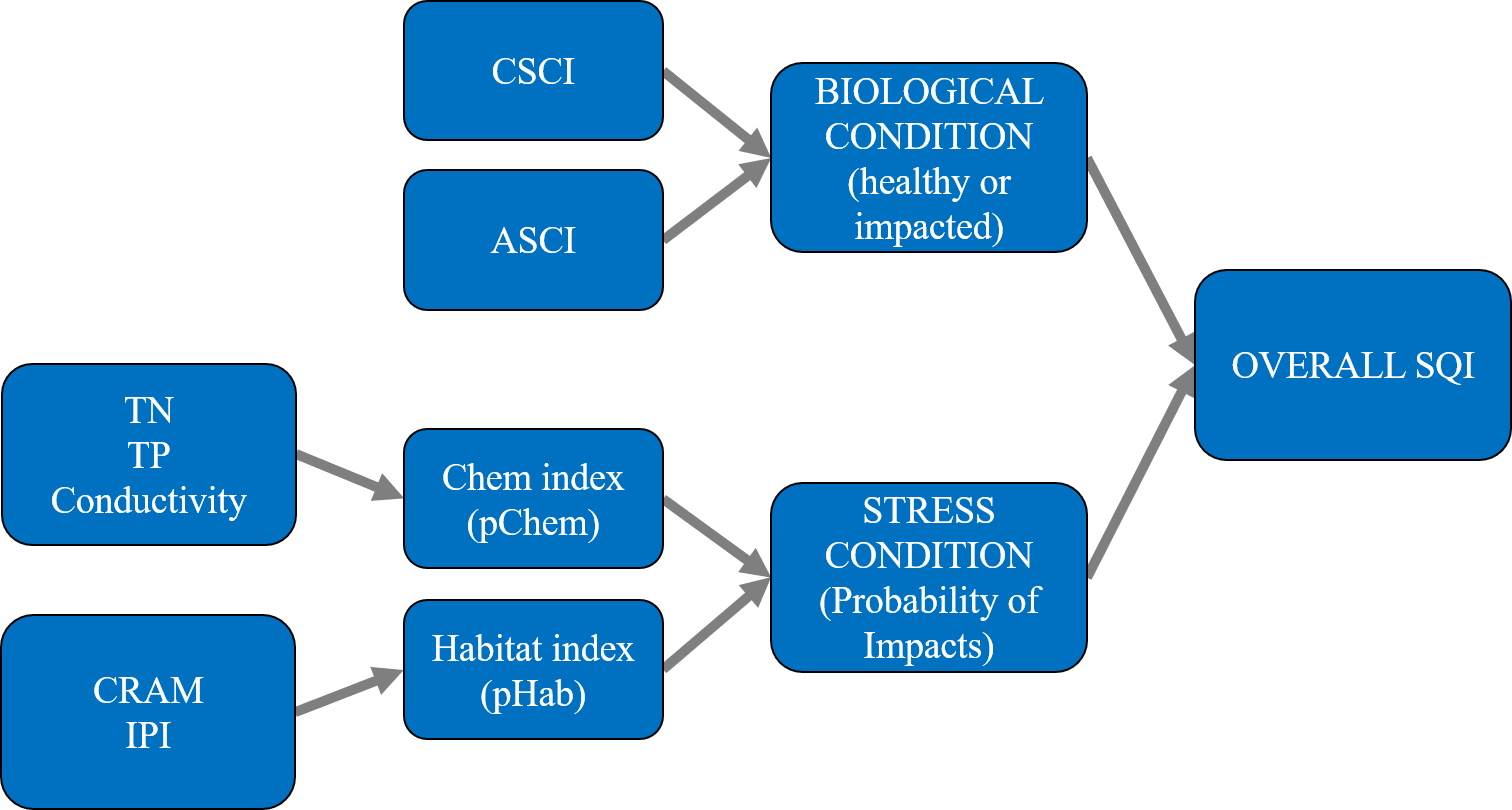 CSCI
ASCI
BIOLOGICAL
CONDITION
(healthy or
impacted)
OVERALL SQI
TN
TP
Conductivity
Chem index
(pChem)
STRESS
CONDITION
(Probability of
Impacts)
CRAM
IPI
Habitat index
(pHab)